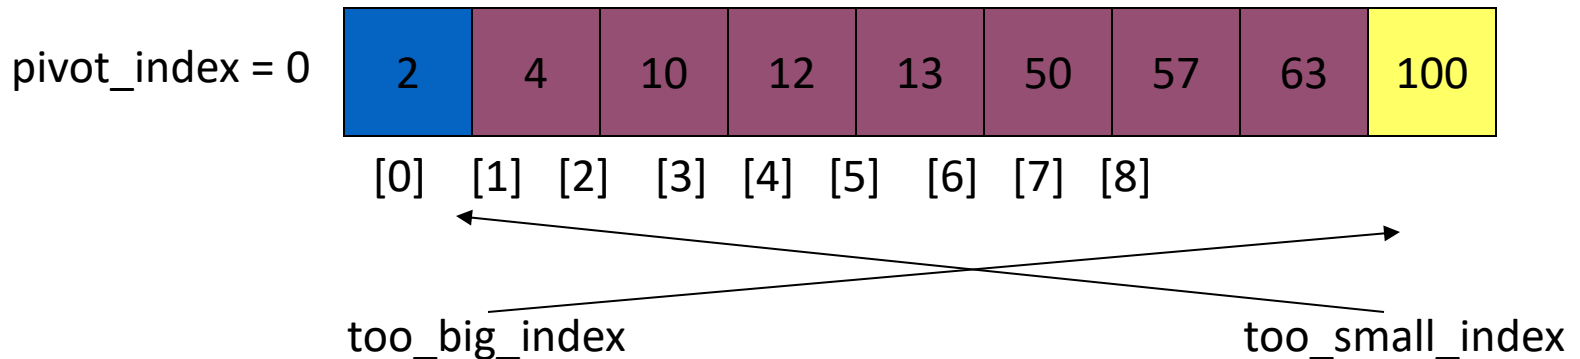 pivot_index = 0 2 4 10 12 13 50 57 63 100
[0] [1] [2] [3] [4] [5] [6] [7] [8]
too_big_index too_small_index